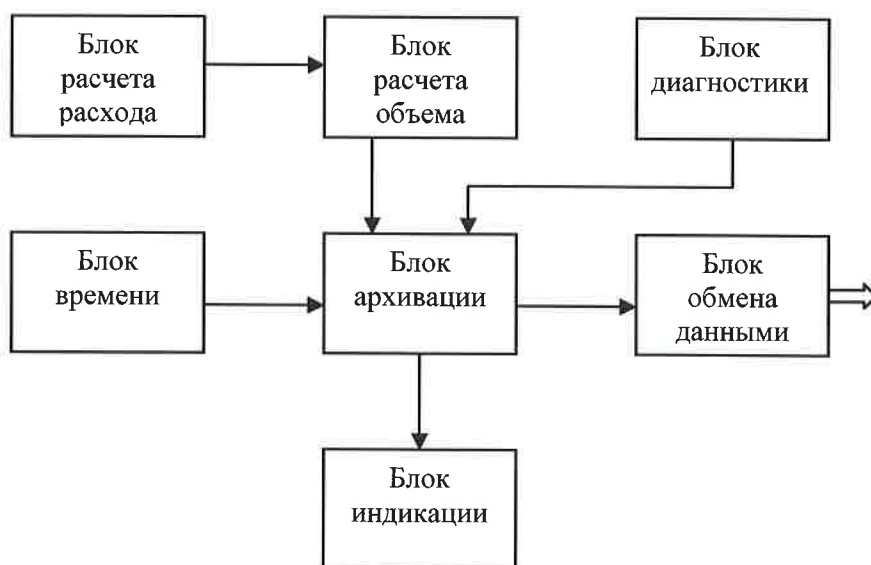 Блок
расчета
расхода
Блок
расчета
объема
Блок
диагностики
Блок
времени
Блок
архивации
Блок
обмена
данными
Блок
индикации